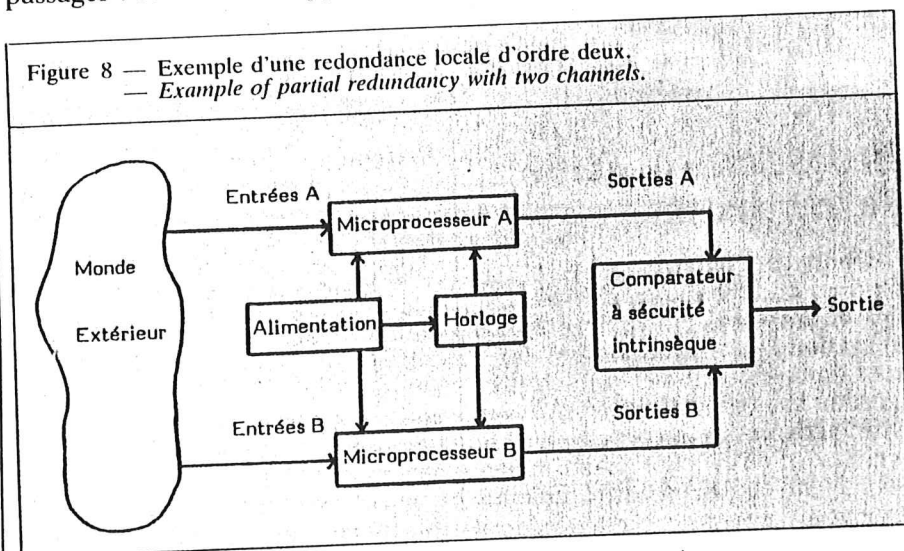 passages
Figure 8 — Exemple d'une redondance locale d'ordre deux.
— Example of partial redundancy with two channels.
Entrées A
Sorties A
Microprocesseur A
Monde
Extérieur
Alimentation
Horloge
Comparateur
à sécurité
intrinsèque
Sortie
Entrées B
Sorties B
Microprocesseur B